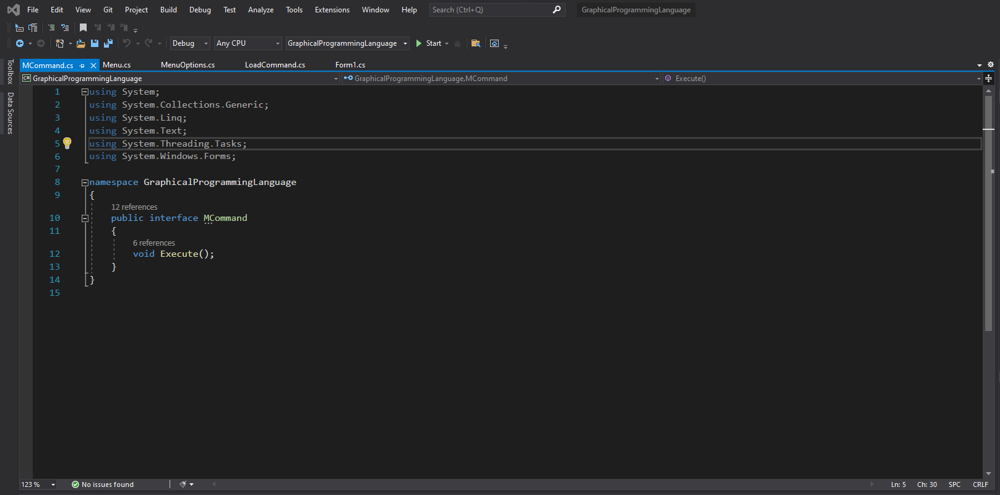 File Edit View Git Project Build Debug Test Analyze Tools Extensions Window Help Search (Ctrl+Q) GraphicalProgrammingLanguage
Debug Any CPU GraphicalProgrammingLanguage Start
MCommand.cs Menu.cs MenuOptions.cs LoadCommand.cs Form1.cs
GraphicalProgrammingLanguage GraphicalProgrammingLanguage.MCommand Execute()
Toolbox
Data Sources
1 using System;
2 using System.Collections.Generic;
3 using System.Linq;
4 using System.Text;
5 using System.Threading.Tasks;
6 using System.Windows.Forms;
7
8 namespace GraphicalProgrammingLanguage
9 {
12 references
10 public interface MCommand
11 {
6 references
12 void Execute();
13 }
14 }
15
123 % No issues found Ln: 5 Ch: 30 SPC CRLF